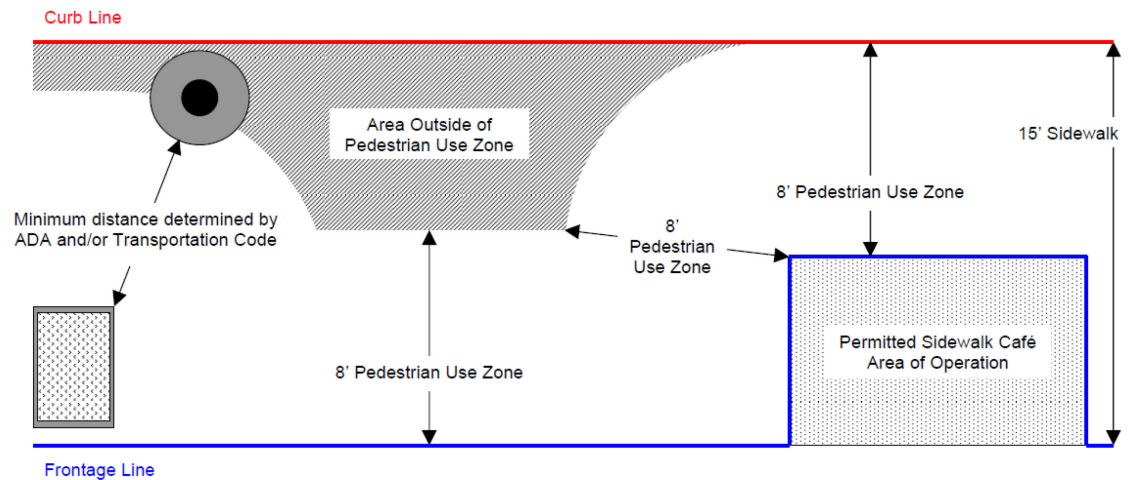 Curb Line
Area Outside of
Pedestrian Use Zone
15’ Sidewalk
8’ Pedestrian Use Zone
Minimum distance determined by
ADA and/or Transportation Code
8’
Pedestrian
Use Zone
Permitted Sidewalk Café
Area of Operation
8’ Pedestrian Use Zone
Frontage Line